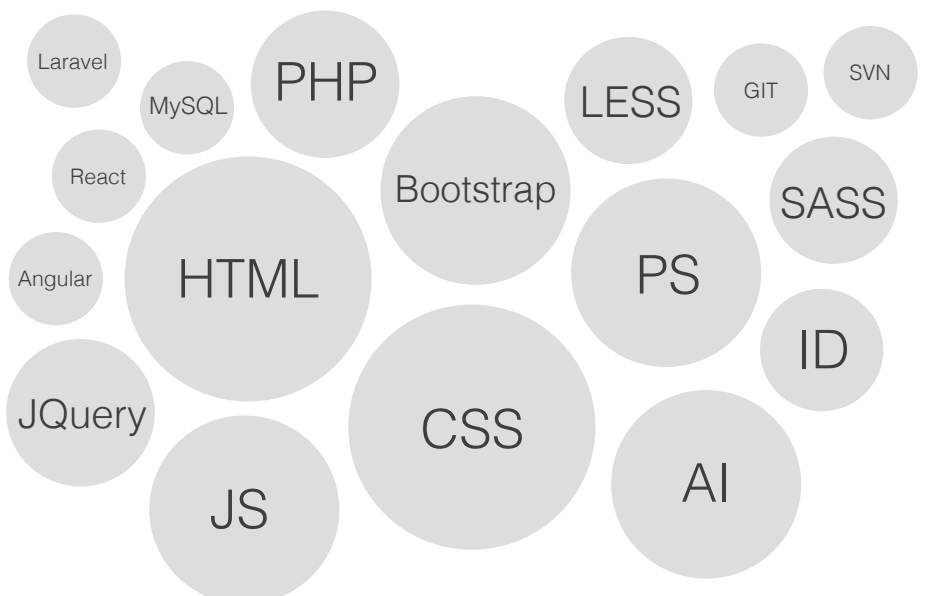 Laravel
MySQL
PHP
LESS
GIT
SVN
React
Bootstrap
SASS
Angular
HTML
PS
ID
JQuery
CSS
JS
AI